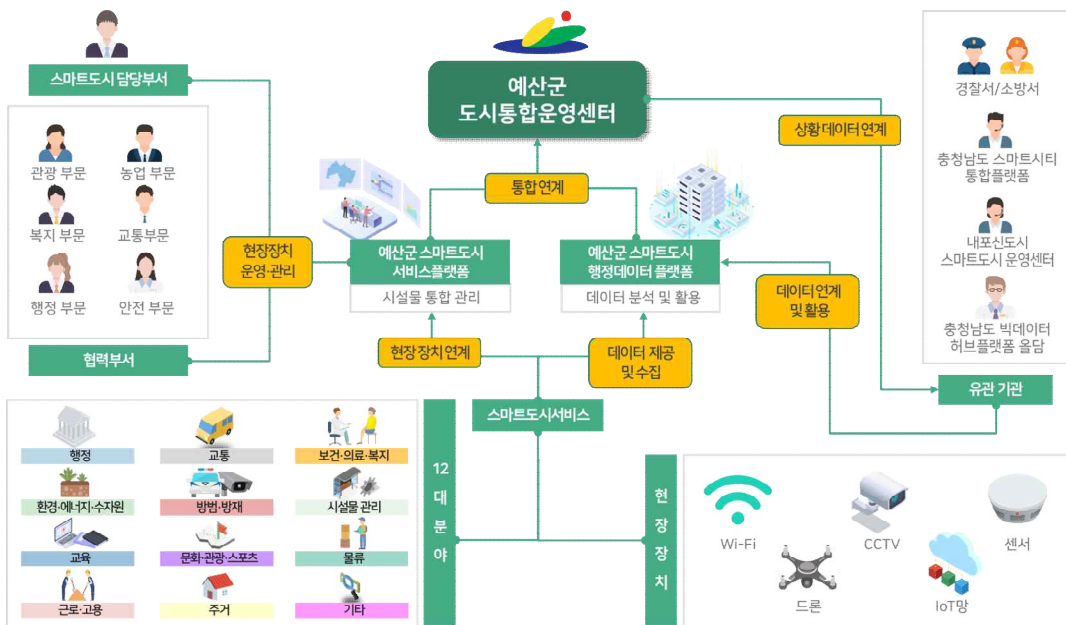 예산군
도시통합운영센터
스마트도시 담당부서
관광 부문
농업 부문
복지 부문
교통부문
행정 부문
안전 부문
협력부서
현장장치
운영·관리
통합 연계
예산군 스마트도시
서비스플랫폼
시설물 통합 관리
예산군 스마트도시
행정데이터 플랫폼
데이터 분석 및 활용
상황 데이터 연계
데이터 연계
및 활용
경찰서/소방서
충청남도 스마트시티
통합플랫폼
내포신도시
스마트도시 운영센터
충청남도 빅데이터
허브플랫폼 올담
유관 기관
현장 장치 연계
데이터 제공
및 수집
스마트도시서비스
12
대
분
야
행정
교통
보건·의료·복지
환경·에너지·수자원
방범·방재
시설물 관리
교육
문화·관광·스포츠
물류
근로·고용
주거
기타
현
장
장
치
Wi-Fi
CCTV
센서
드론
IoT망